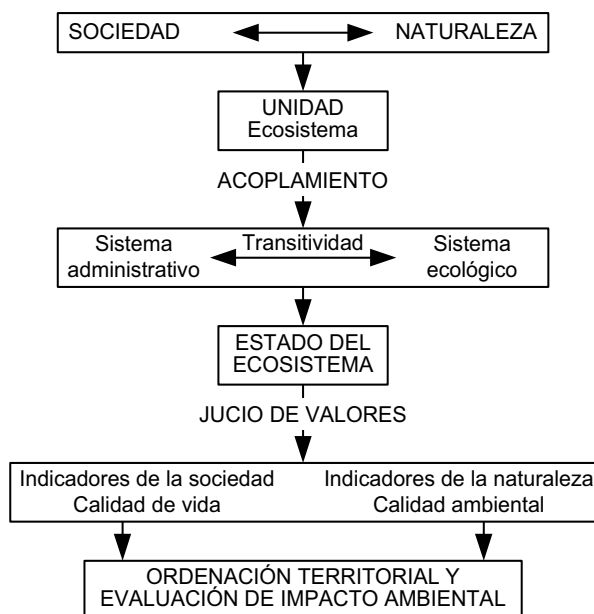 SOCIEDAD NATURALEZA
UNIDAD
Ecosistema
ACOPLAMIENTO
Sistema administrativo
Transitividad
Sistema ecológico
ESTADO DEL
ECOSISTEMA
JUCIO DE VALORES
Indicadores de la sociedad
Calidad de vida
Indicadores de la naturaleza
Calidad ambiental
ORDENACIÓN TERRITORIAL Y
EVALUACIÓN DE IMPACTO AMBIENTAL